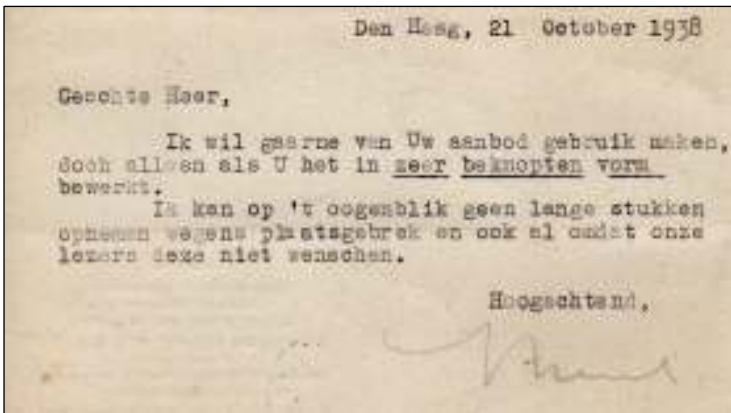 Den Haag, 21 October 1938
Geachte Heer,
Ik wil gaarne van Uw aanbod gebruik maken,
doch alleen als U het in zeer beknopten vorm
bewerkt.
Ik kan op 't oogenblik geen lange stukken
opnemen wegens plaatsgebrek en ook al omdat onze
lezers deze niet wenschen.
Hoogachtend,